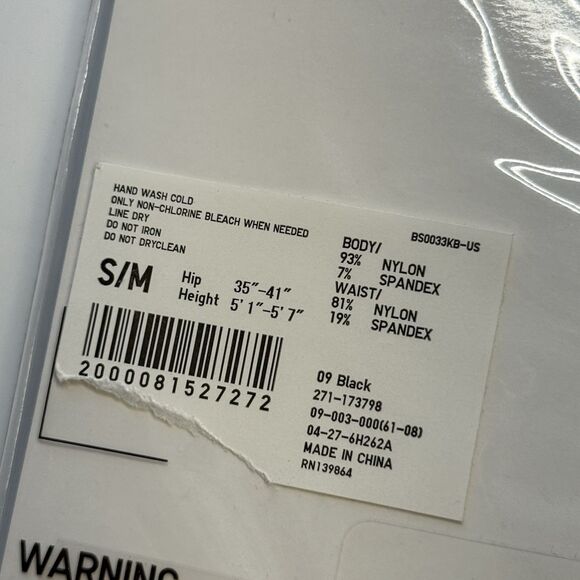 HAND WASH COLD
ONLY NON-CHLORINE BLEACH WHEN NEEDED
LINE DRY
DO NOT IRON
DO NOT DRYCLEAN
BS0033KB-US
BODY/
93% NYLON
7% SPANDEX
WAIST/
81% NYLON
19% SPANDEX
S/M
Hip 35"-41"
Height 5' 1"-5' 7"
2000081527272
09 Black
271-173798
09-003-000(61-08)
04-27-6H262A
MADE IN CHINA
RN139864
WARNING